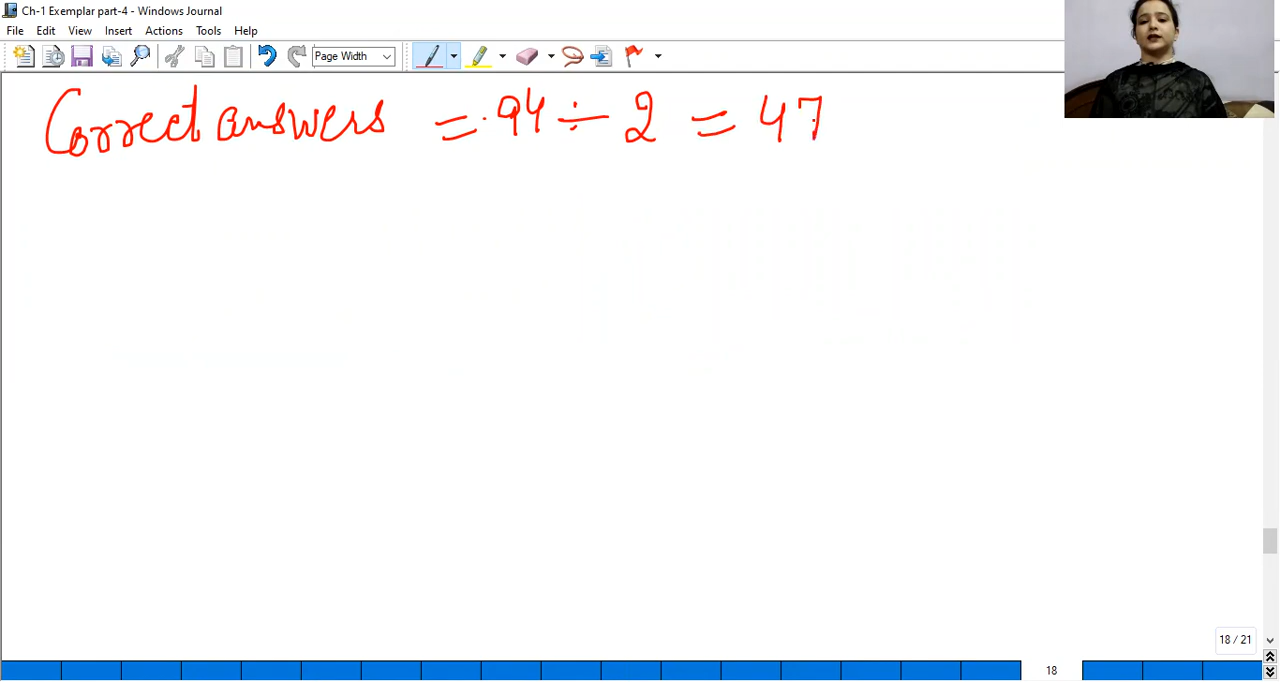 Ch-1 Exemplar part-4 - Windows Journal
File Edit View Insert Actions Tools Help
Page Width
Correct answers = 94 ÷ 2 = 47
18 / 21
18